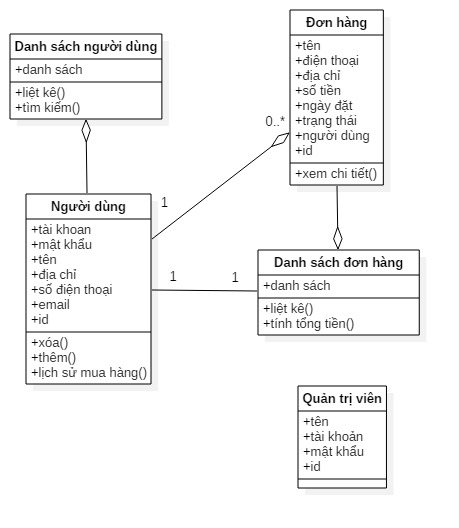 Danh sách người dùng
+danh sách
+liệt kê()
+tìm kiếm()
Đơn hàng
+tên
+điện thoại
+địa chỉ
+số tiền
+ngày đặt
+trạng thái
+người dùng
+id
+xem chi tiết()
0..*
1
Người dùng
+tài khoan
+mật khẩu
+tên
+địa chỉ
+số điện thoại
+email
+id
+xóa()
+thêm()
+lịch sử mua hàng()
1
1
Danh sách đơn hàng
+danh sách
+liệt kê()
+tính tổng tiền()
Quản trị viên
+tên
+tài khoản
+mật khẩu
+id